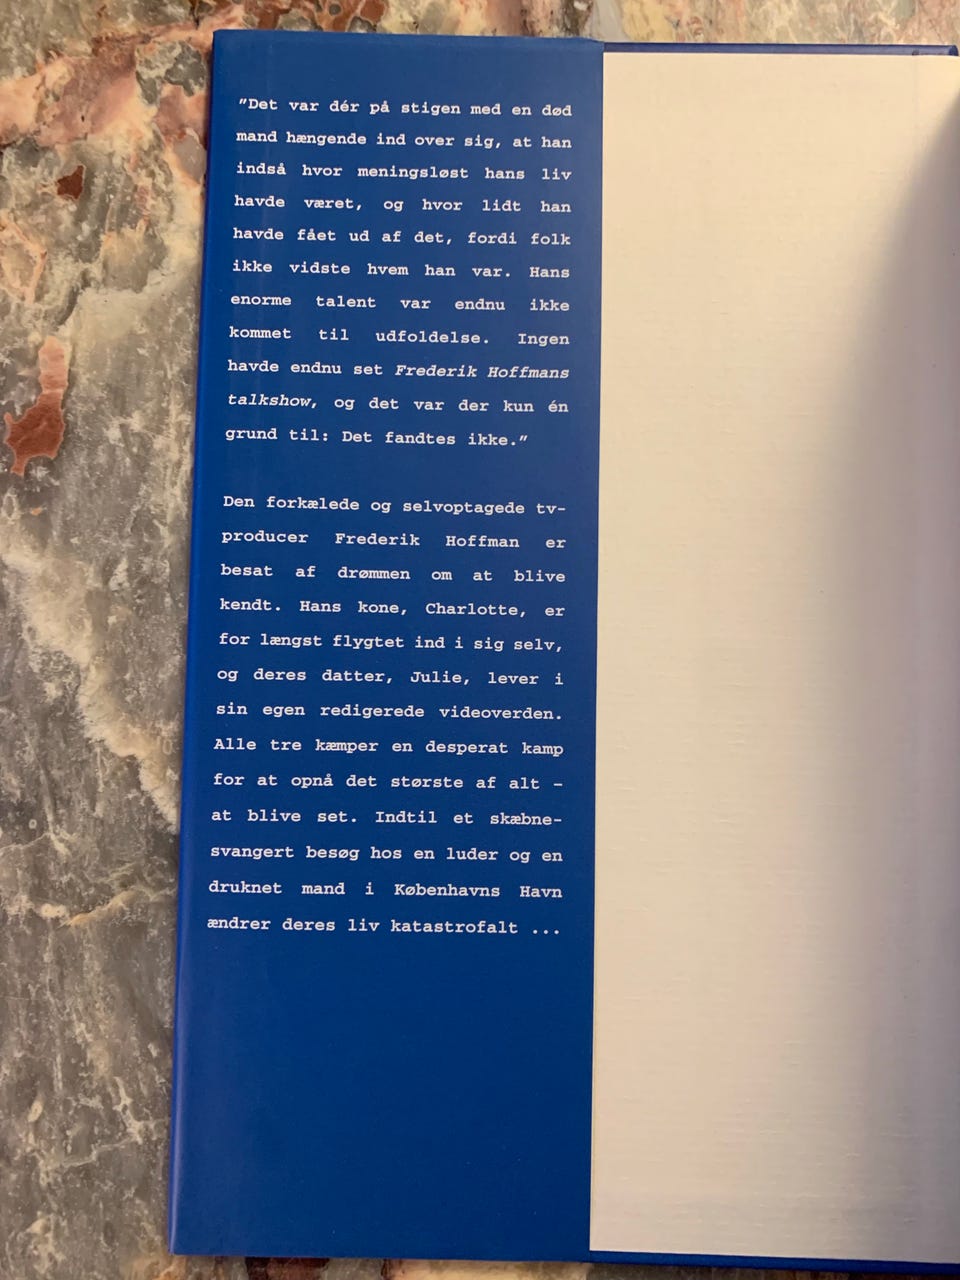 "Det var dér på stigen med en død
mand hængende ind over sig, at han
indså hvor meningsløst hans liv
havde været, og hvor lidt han
havde fået ud af det, fordi folk
ikke vidste hvem han var. Hans
enorme talent var endnu ikke
kommet til udfoldelse. Ingen
havde endnu set Frederik Hoffmans
talkshow, og det var der kun én
grund til: Det fandtes ikke."
Den forkælede og selvoptagede tv-
producer Frederik Hoffman er
besat af drømmen om at blive
kendt. Hans kone, Charlotte, er
for længst flygtet ind i sig selv,
og deres datter, Julie, lever i
sin egen redigerede videoverden.
Alle tre kæmper en desperat kamp
for at opnå det største af alt –
at blive set. Indtil et skæbne-
svangert besøg hos en luder og en
druknet mand i Københavns Havn
ændrer deres liv katastrofalt ...